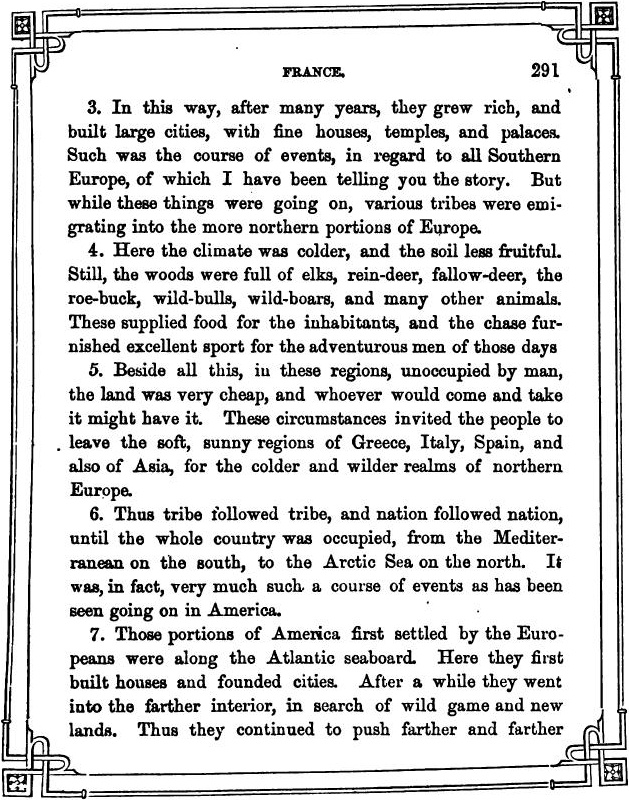 FRANCE.
291
3. In this way, after many years, they grew rich, and
built large cities, with fine houses, temples, and palaces.
Such was the course of events, in regard to all Southern
Europe, of which I have been telling you the story. But
while these things were going on, various tribes were emi-
grating into the more northern portions of Europe.
4. Here the climate was colder, and the soil less fruitful.
Still, the woods were full of elks, rein-deer, fallow-deer, the
roe-buck, wild-bulls, wild-boars, and many other animals.
These supplied food for the inhabitants, and the chase fur-
nished excellent sport for the adventurous men of those days
5. Beside all this, in these regions, unoccupied by man,
the land was very cheap, and whoever would come and take
it might have it. These circumstances invited the people to
leave the soft, sunny regions of Greece, Italy, Spain, and
also of Asia, for the colder and wilder realms of northern
Europe.
6. Thus tribe followed tribe, and nation followed nation,
until the whole country was occupied, from the Mediter-
ranean on the south, to the Arctic Sea on the north. It
was, in fact, very much such a course of events as has been
seen going on in America.
7. Those portions of America first settled by the Euro-
peans were along the Atlantic seaboard. Here they first
built houses and founded cities. After a while they went
into the farther interior, in search of wild game and new
lands. Thus they continued to push farther and farther